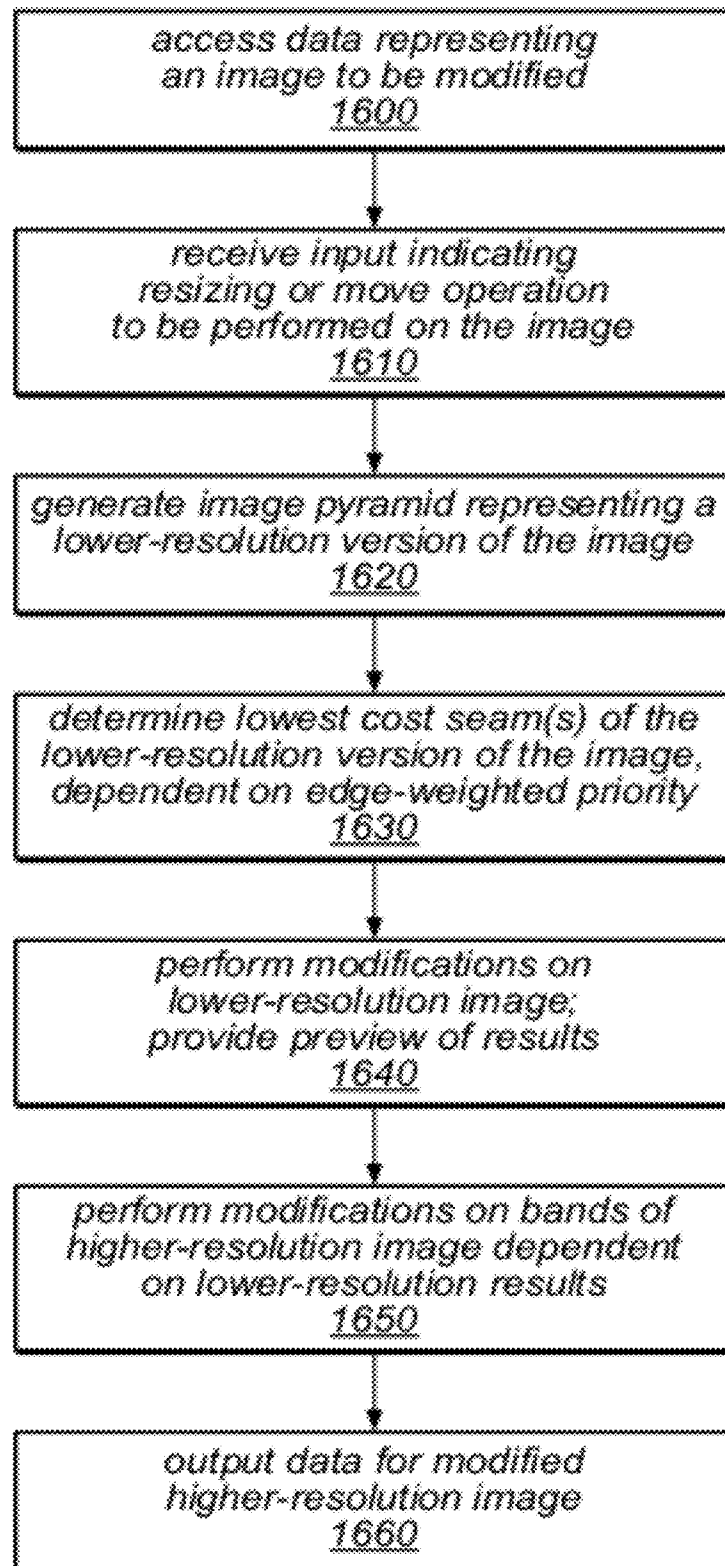 access data representing
an image to be modified
1600
receive input indicating
resizing or move operation
to be performed on the image
1610
generate image pyramid representing a
lower-resolution version of the image
1620
determine lowest cost seam(s) of the
lower-resolution version of the image,
dependent on edge-weighted priority
1630
perform modifications on
lower-resolution image;
provide preview of results
1640
perform modifications on bands of
higher-resolution image dependent
on lower-resolution results
1650
output data for modified
higher-resolution image
1660